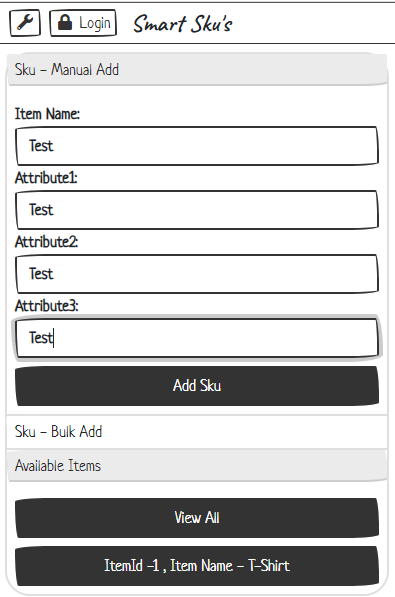 Login Smart Sku's
Sku - Manual Add
Item Name:
Test
Attribute1:
Test
Attribute2:
Test
Attribute3:
Test
Add Sku
Sku - Bulk Add
Available Items
View All
ItemId -1 , Item Name - T-Shirt